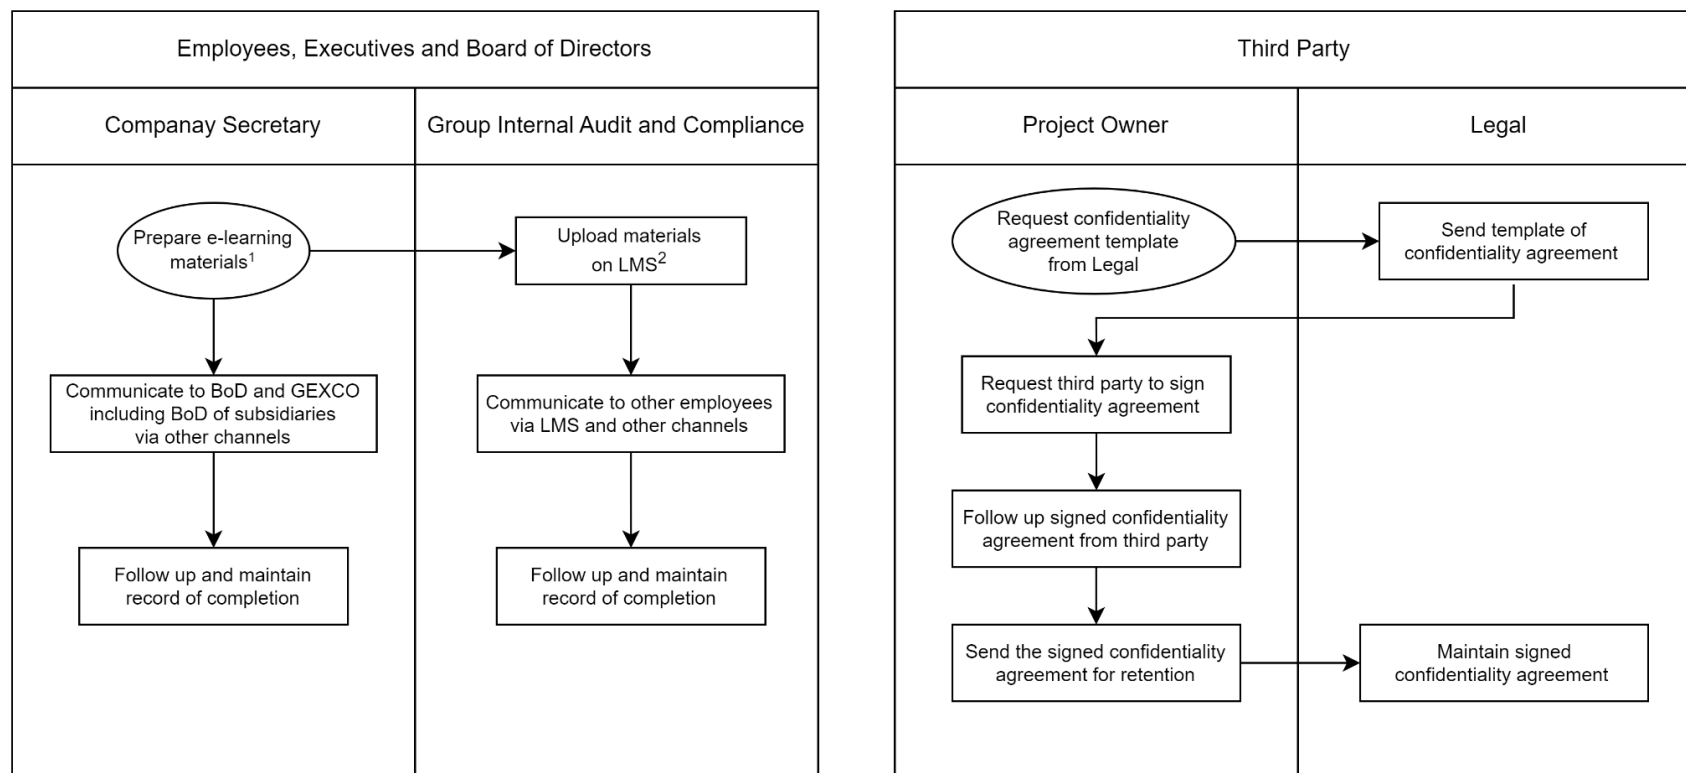 Employees, Executives and Board of Directors
Companay Secretary
Group Internal Audit and Compliance
Prepare e-learning
materials¹
Upload materials
on LMS²
Communicate to BoD and GEXCO
including BoD of subsidiaries
via other channels
Communicate to other employees
via LMS and other channels
Follow up and maintain
record of completion
Follow up and maintain
record of completion
Third Party
Project Owner
Legal
Request confidentiality
agreement template
from Legal
Send template of
confidentiality agreement
Request third party to sign
confidentiality agreement
Follow up signed confidentiality
agreement from third party
Send the signed confidentiality
agreement for retention
Maintain signed
confidentiality agreement